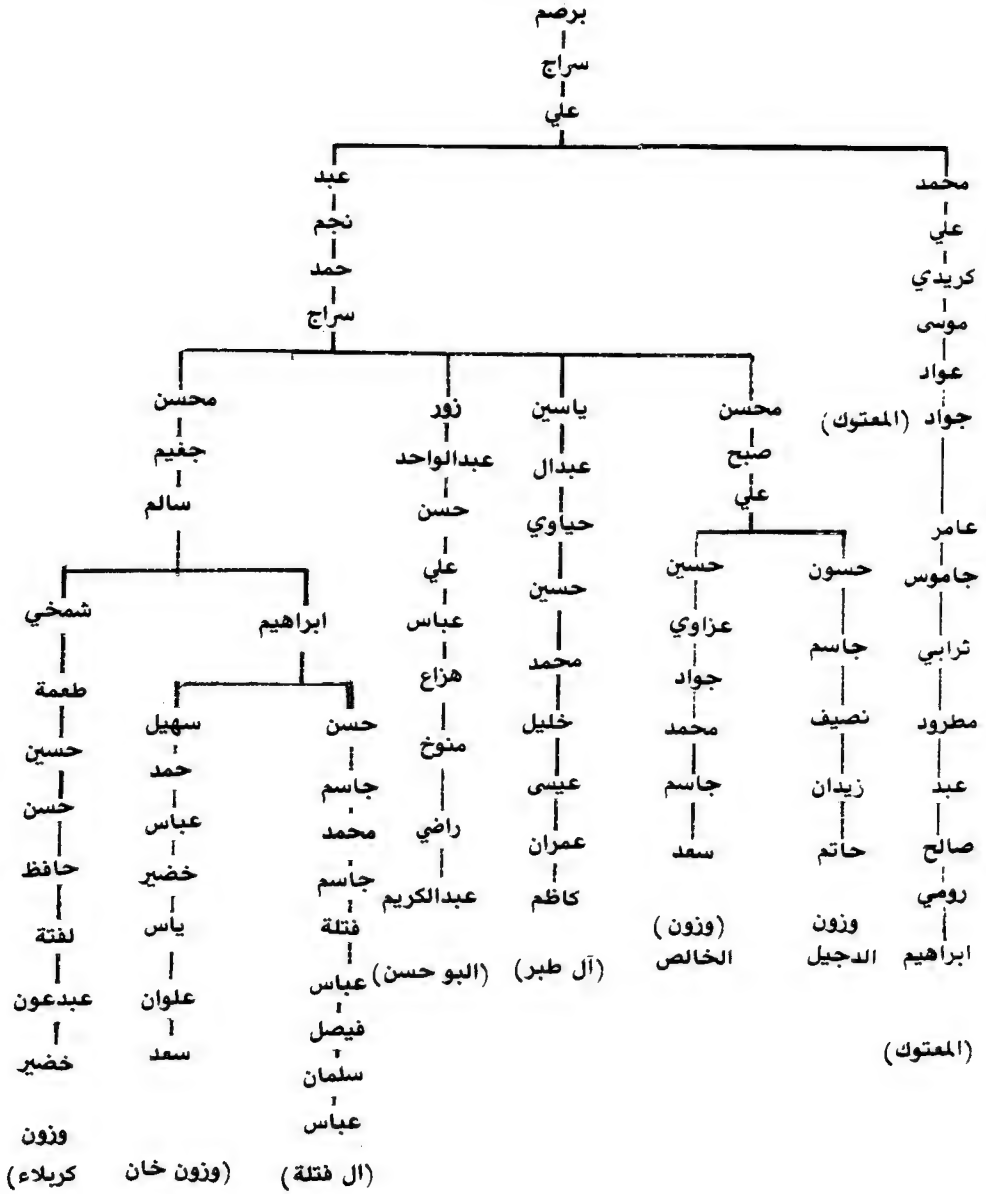 برصم
سراج
علي
محمد
علي
كريدي
موسى
عواد
جواد (المعتوك)
عامر
جاموس
ثرابي
مطرود
عبد
صالح
رومي
ابراهيم
(المعتوك)
عبد
نجم
حمد
سراج
محسن
صبح
علي
حسون
جاسم
نصيف
زيدان
حاتم
وزون
الدجيل
حسين
عزاوي
جواد
محمد
جاسم
سعد
(وزون)
الخالص
ياسين
عبدال
حياوي
حسين
محمد
خليل
عيسى
عمران
كاظم
(آل طبر)
زور
عبدالواحد
حسن
علي
عباس
هزاع
منوخ
راضي
عبدالكريم
(البو حسن)
محسن
جغيم
سالم
ابراهيم
حسن
جاسم
محمد
جاسم
فتلة
عباس
فيصل
سلمان
عباس
(ال فتلة)
سهيل
حمد
عباس
خضير
ياس
علوان
سعد
(وزون خان
شمخي
طعمة
حسين
حسن
حافظ
لفتة
عبدعون
خضير
وزون
كربلاء)